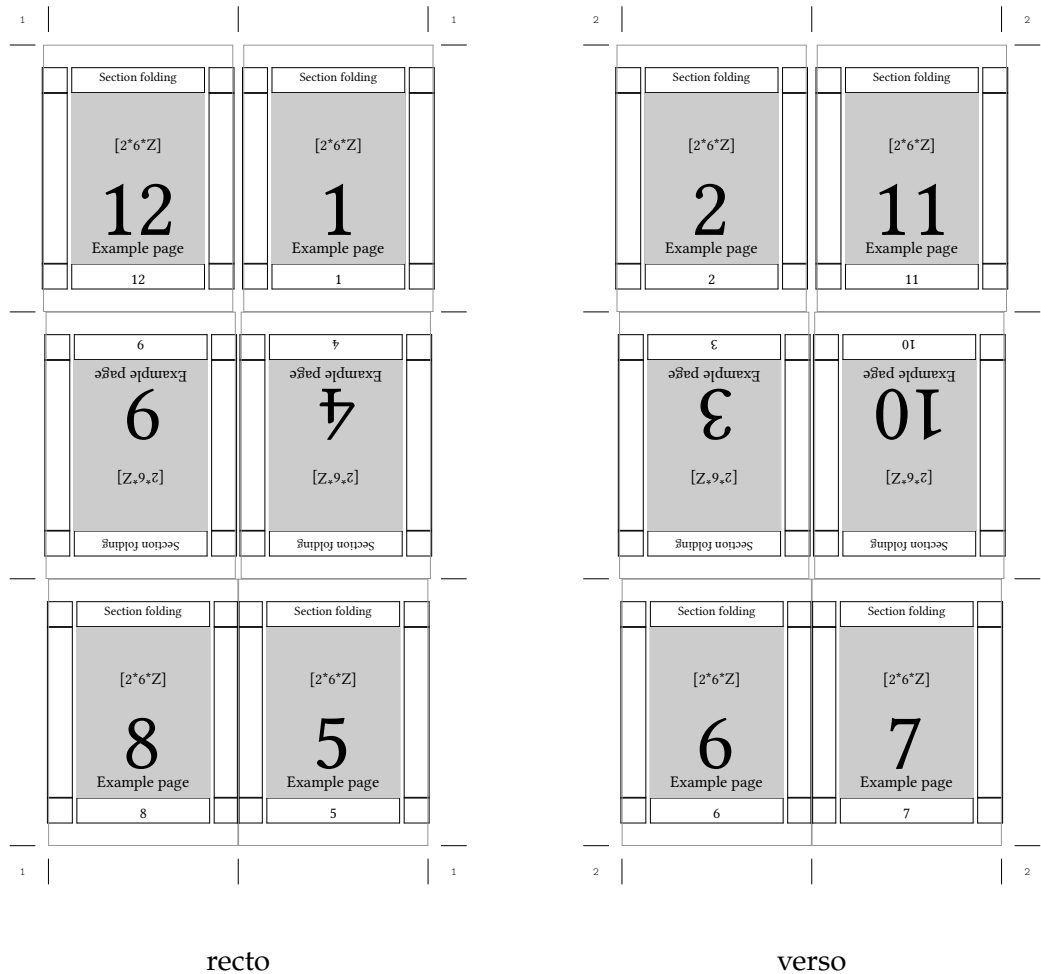 1 1 2 2
Section folding Section folding Section folding Section folding
[2*6*Z] [2*6*Z] [2*6*Z] [2*6*Z]
12 1 2 11
Example page Example page Example page Example page
12 1 2 11
9 4 3 10
Example page Example page Example page Example page
9 4 3 10
[2*6*Z] [2*6*Z] [2*6*Z] [2*6*Z]
Section folding Section folding Section folding Section folding
Section folding Section folding Section folding Section folding
[2*6*Z] [2*6*Z] [2*6*Z] [2*6*Z]
8 5 6 7
Example page Example page Example page Example page
8 5 6 7
1 1 2 2
recto verso